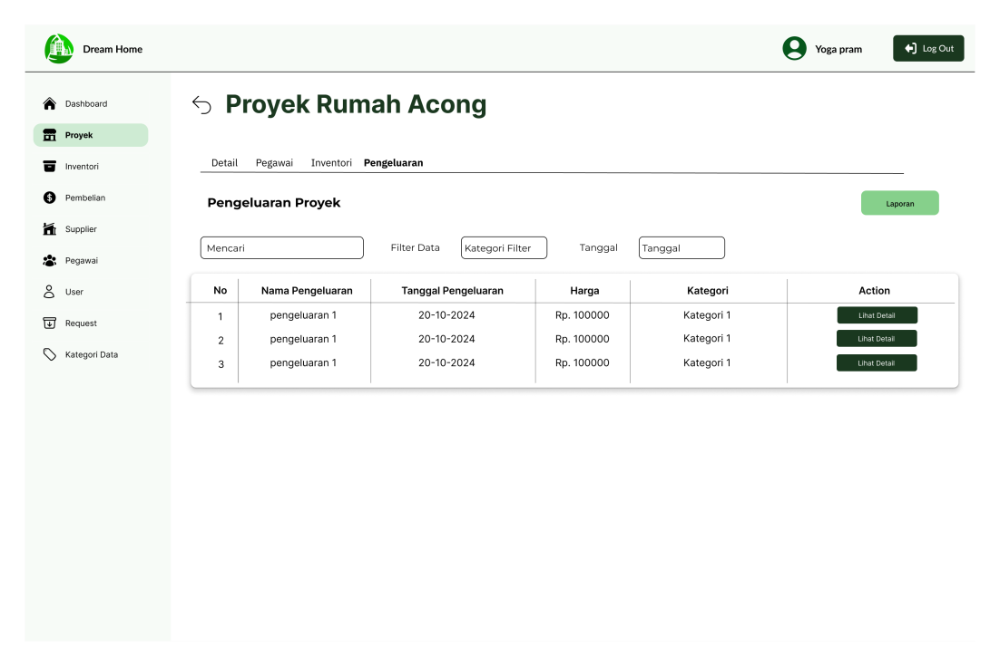 Dream Home
Yoga pram
Log Out
Dashboard
Proyek
Inventori
Pembelian
Supplier
Pegawai
User
Request
Kategori Data
Proyek Rumah Acong
Detail Pegawai Inventori Pengeluaran
Pengeluaran Proyek
Laporan
Mencari Filter Data Kategori Filter Tanggal Tanggal
No Nama Pengeluaran Tanggal Pengeluaran Harga Kategori Action
1 pengeluaran 1 20-10-2024 Rp. 100000 Kategori 1 Lihat Detail
2 pengeluaran 1 20-10-2024 Rp. 100000 Kategori 1 Lihat Detail
3 pengeluaran 1 20-10-2024 Rp. 100000 Kategori 1 Lihat Detail